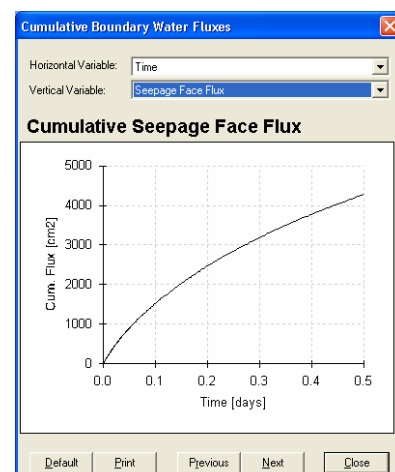 Cumulative Boundary Water Fluxes
Horizontal Variable: Time
Vertical Variable: Seepage Face Flux
Cumulative Seepage Face Flux
5000
4000
3000
2000
1000
0
Cum. Flux [cm2]
0.0 0.1 0.2 0.3 0.4 0.5
Time [days]
Default Print Previous Next Close